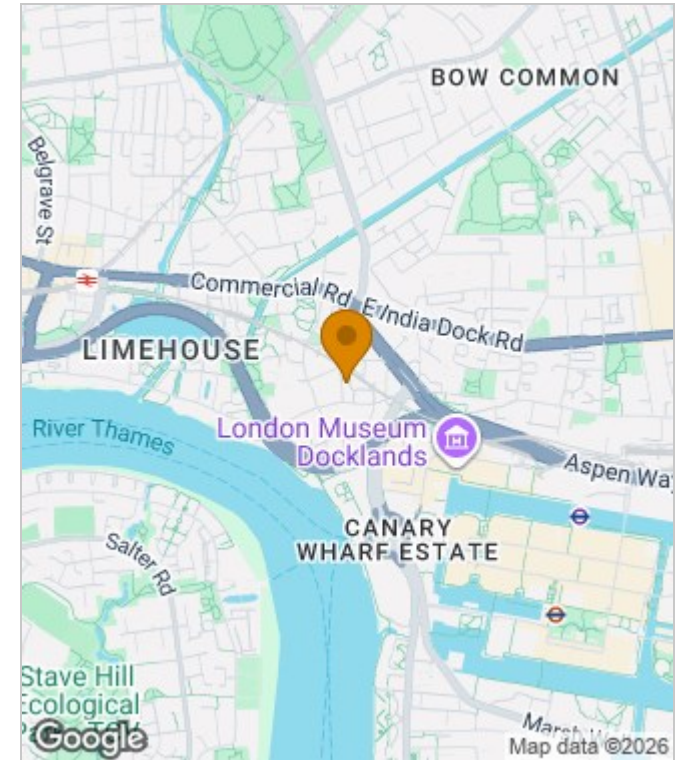 BOW COMMON
Belgrave St
Commercial Rd
E India Dock Rd
LIMEHOUSE
River Thames
London Museum
Docklands
Aspen Way
CANARY
WHARF ESTATE
Salter Rd
Stave Hill
Ecological
Google
Map data ©2026